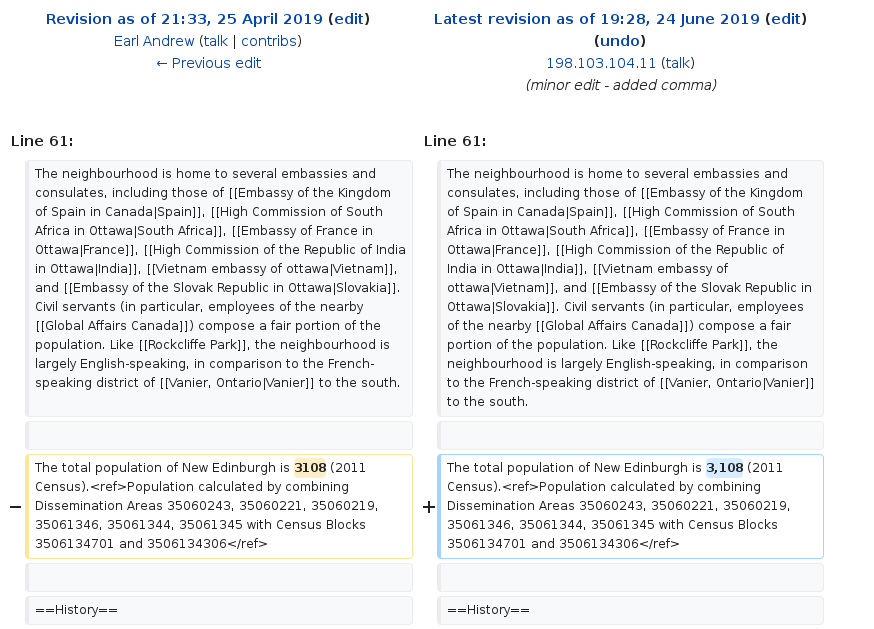 Revision as of 21:33, 25 April 2019 (edit)
Earl Andrew (talk | contribs)
← Previous edit
Latest revision as of 19:28, 24 June 2019 (edit)
(undo)
198.103.104.11 (talk)
(minor edit - added comma)
Line 61:
Line 61:
The neighbourhood is home to several embassies and
consulates, including those of [[Embassy of the Kingdom
of Spain in Canada|Spain]], [[High Commission of South
Africa in Ottawa|South Africa]], [[Embassy of France in
Ottawa|France]], [[High Commission of the Republic of India
in Ottawa|India]], [[Vietnam embassy of ottawa|Vietnam]],
and [[Embassy of the Slovak Republic in Ottawa|Slovakia]].
Civil servants (in particular, employees of the nearby
[[Global Affairs Canada]]) compose a fair portion of the
population. Like [[Rockcliffe Park]], the neighbourhood is
largely English-speaking, in comparison to the French-
speaking district of [[Vanier, Ontario|Vanier]] to the south.
The neighbourhood is home to several embassies and
consulates, including those of [[Embassy of the Kingdom
of Spain in Canada|Spain]], [[High Commission of South
Africa in Ottawa|South Africa]], [[Embassy of France in
Ottawa|France]], [[High Commission of the Republic of
India in Ottawa|India]], [[Vietnam embassy of
ottawa|Vietnam]], and [[Embassy of the Slovak Republic in
Ottawa|Slovakia]]. Civil servants (in particular, employees
of the nearby [[Global Affairs Canada]]) compose a fair
portion of the population. Like [[Rockcliffe Park]], the
neighbourhood is largely English-speaking, in comparison
to the French-speaking district of [[Vanier, Ontario|Vanier]]
to the south.
−
The total population of New Edinburgh is 3108 (2011
Census).<ref>Population calculated by combining
Dissemination Areas 35060243, 35060221, 35060219,
35061346, 35061344, 35061345 with Census Blocks
3506134701 and 3506134306</ref>
+
The total population of New Edinburgh is 3,108 (2011
Census).<ref>Population calculated by combining
Dissemination Areas 35060243, 35060221, 35060219,
35061346, 35061344, 35061345 with Census Blocks
3506134701 and 3506134306</ref>
==History==
==History==